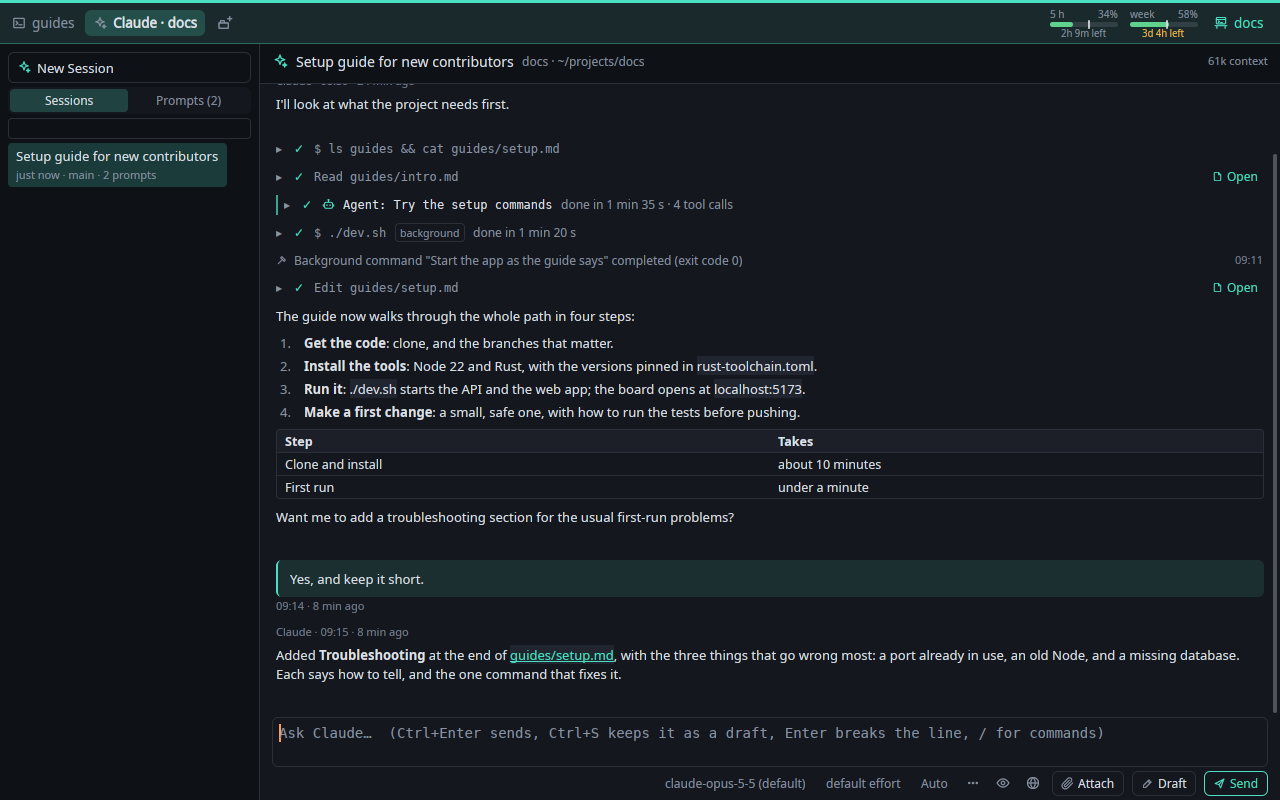 guides
Claude · docs
5 h 34%
2h 9m left
week 58%
3d 4h left
docs
New Session
Sessions
Prompts (2)
Setup guide for new contributors
just now · main · 2 prompts
Setup guide for new contributors docs · ~/projects/docs
61k context
I'll look at what the project needs first.
$ ls guides && cat guides/setup.md
Read guides/intro.md
Open
Agent: Try the setup commands done in 1 min 35 s · 4 tool calls
$ ./dev.sh background done in 1 min 20 s
Background command "Start the app as the guide says" completed (exit code 0)
09:11
Edit guides/setup.md
Open
The guide now walks through the whole path in four steps:
1. Get the code: clone, and the branches that matter.
2. Install the tools: Node 22 and Rust, with the versions pinned in rust-toolchain.toml.
3. Run it: ./dev.sh starts the API and the web app; the board opens at localhost:5173.
4. Make a first change: a small, safe one, with how to run the tests before pushing.
Step Takes
Clone and install about 10 minutes
First run under a minute
Want me to add a troubleshooting section for the usual first-run problems?
Yes, and keep it short.
09:14 · 8 min ago
Claude · 09:15 · 8 min ago
Added Troubleshooting at the end of guides/setup.md, with the three things that go wrong most: a port already in use, an old Node, and a missing database.
Each says how to tell, and the one command that fixes it.
Ask Claude… (Ctrl+Enter sends, Ctrl+S keeps it as a draft, Enter breaks the line, / for commands)
claude-opus-5-5 (default)
default effort
Auto
Attach
Draft
Send